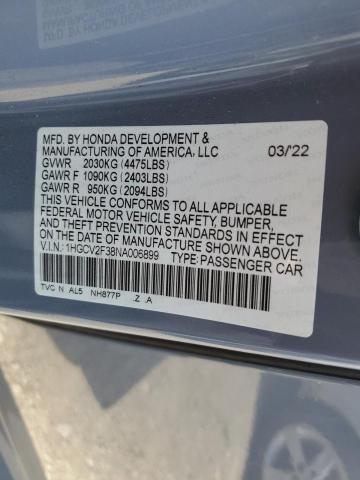 MFD. BY HONDA DEVELOPMENT &
MANUFACTURING OF AMERICA, LLC 03/22
GVWR 2030KG (4475LBS)
GAWR F 1090KG (2403LBS)
GAWR R 950KG (2094LBS)
THIS VEHICLE CONFORMS TO ALL APPLICABLE
FEDERAL MOTOR VEHICLE SAFETY, BUMPER,
AND THEFT PREVENTION STANDARDS IN EFFECT
ON THE DATE OF MANUFACTURE SHOWN ABOVE.
V.I.N.: 1HGCV2F38NA006899 TYPE: PASSENGER CAR
TVC N AL5 NH877P .Z .A